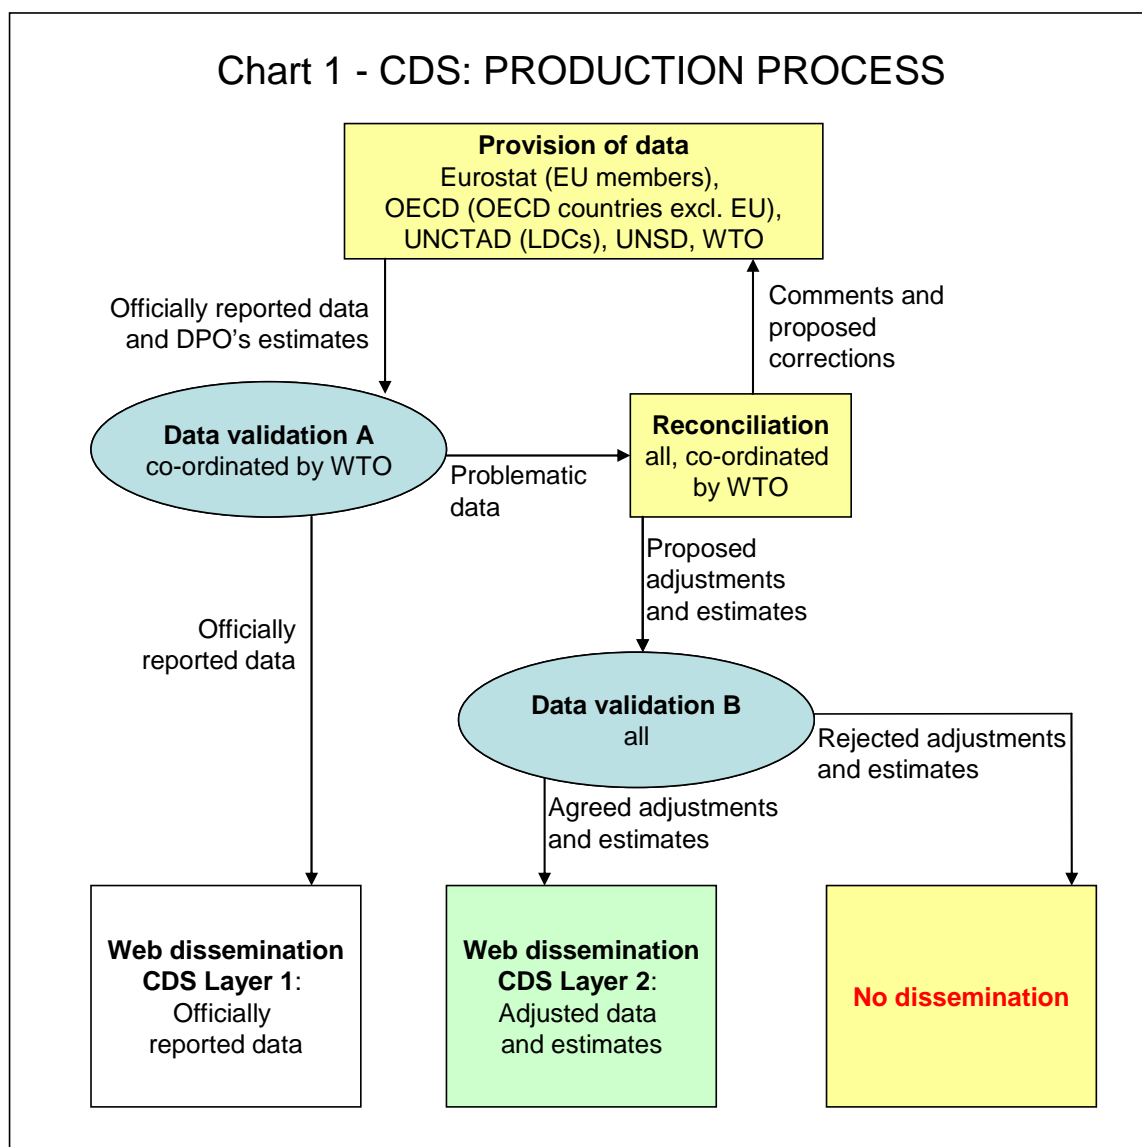 Chart 1 - CDS: PRODUCTION PROCESS
Provision of data
Eurostat (EU members),
OECD (OECD countries excl. EU),
UNCTAD (LDCs), UNSD, WTO
Officially reported data
and DPO’s estimates
Comments and
proposed
corrections
Data validation A
co-ordinated by WTO
Problematic
data
Reconciliation
all, co-ordinated
by WTO
Proposed
adjustments
and estimates
Officially
reported data
Data validation B
all
Rejected adjustments
and estimates
Agreed adjustments
and estimates
Web dissemination
CDS Layer 1:
Officially
reported data
Web dissemination
CDS Layer 2:
Adjusted data
and estimates
No dissemination